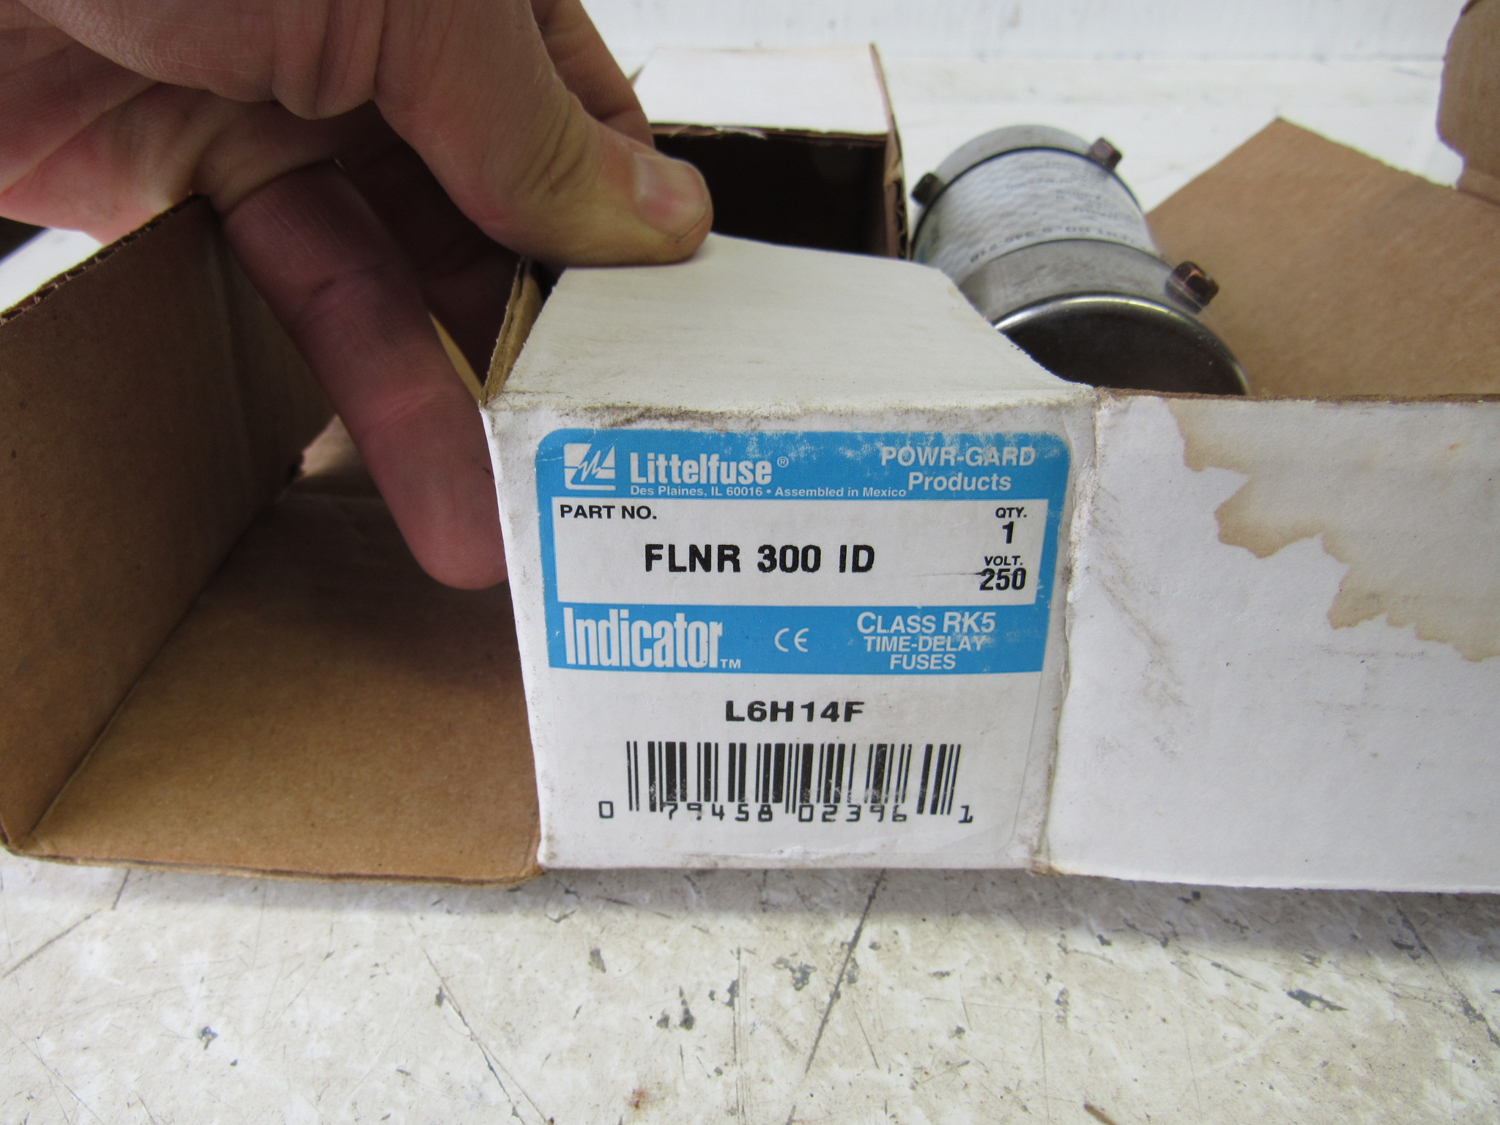 Littelfuse®
Des Plaines, IL 60016 • Assembled in Mexico
POWR-GARD
Products
PART NO.
FLNR 300 ID
QTY.
1
VOLT.
250
Indicator™
CE
CLASS RK5
TIME-DELAY
FUSES
L6H14F
0 79458 02396 1